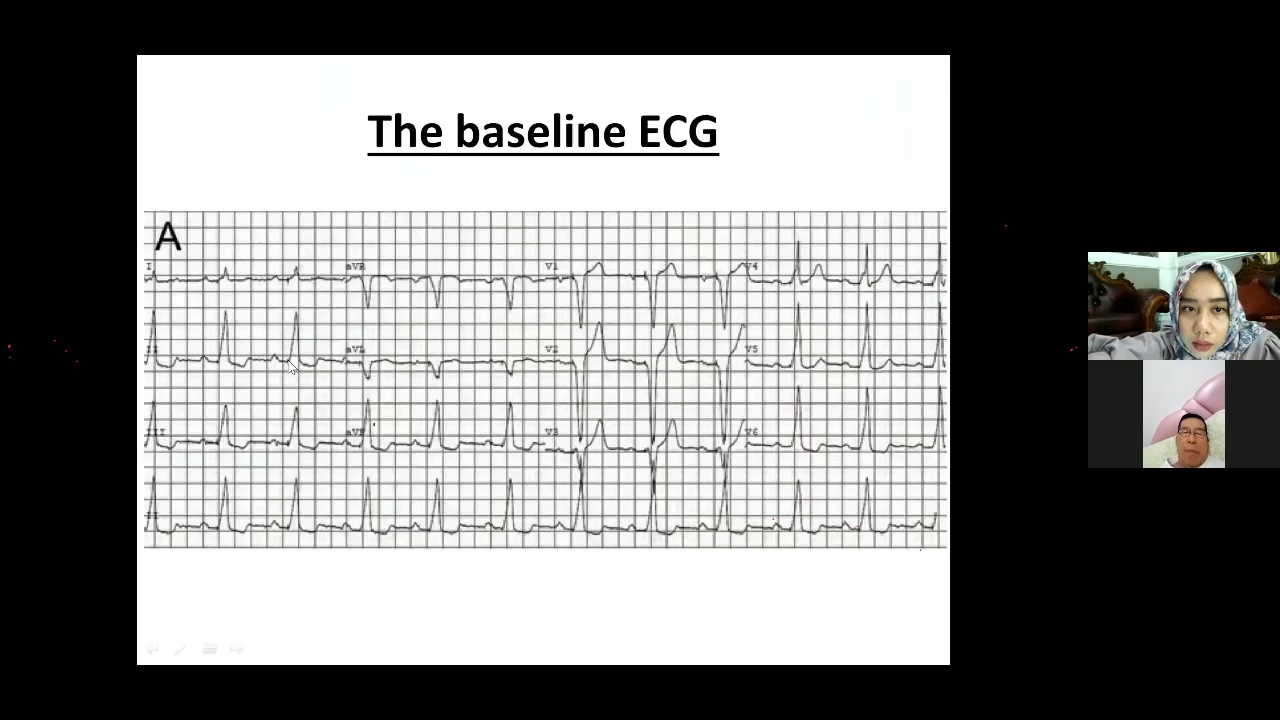 The baseline ECG
A
I aVR V1 V4
II aVL V2 V5
III aVF V3 V6
II